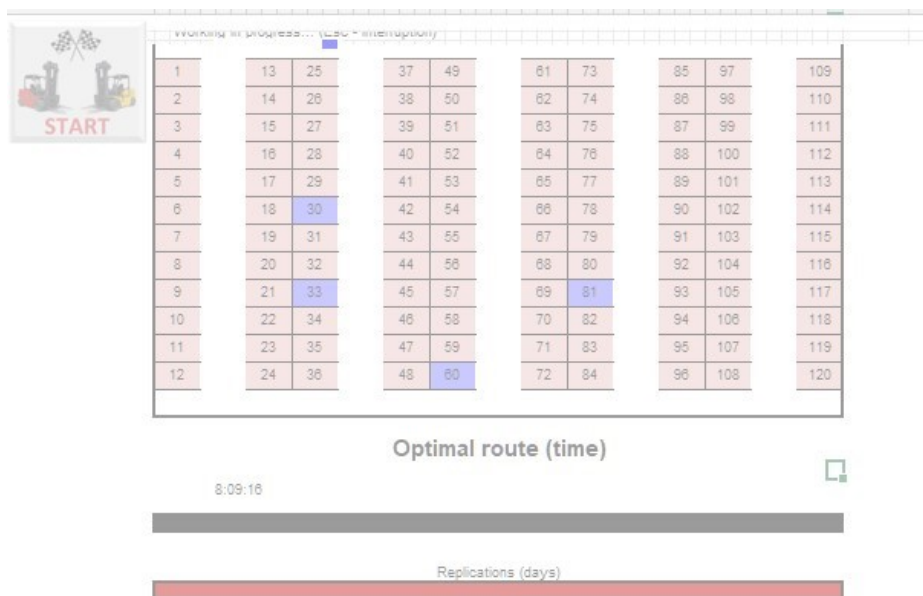 Working in progress... (Esc - interruption)
START
1 13 25 37 49 61 73 85 97 109
2 14 26 38 50 62 74 86 98 110
3 15 27 39 51 63 75 87 99 111
4 16 28 40 52 64 76 88 100 112
5 17 29 41 53 65 77 89 101 113
6 18 30 42 54 66 78 90 102 114
7 19 31 43 55 67 79 91 103 115
8 20 32 44 56 68 80 92 104 116
9 21 33 45 57 69 81 93 105 117
10 22 34 46 58 70 82 94 106 118
11 23 35 47 59 71 83 95 107 119
12 24 36 48 60 72 84 96 108 120
Optimal route (time)
8:09:16
Replications (days)